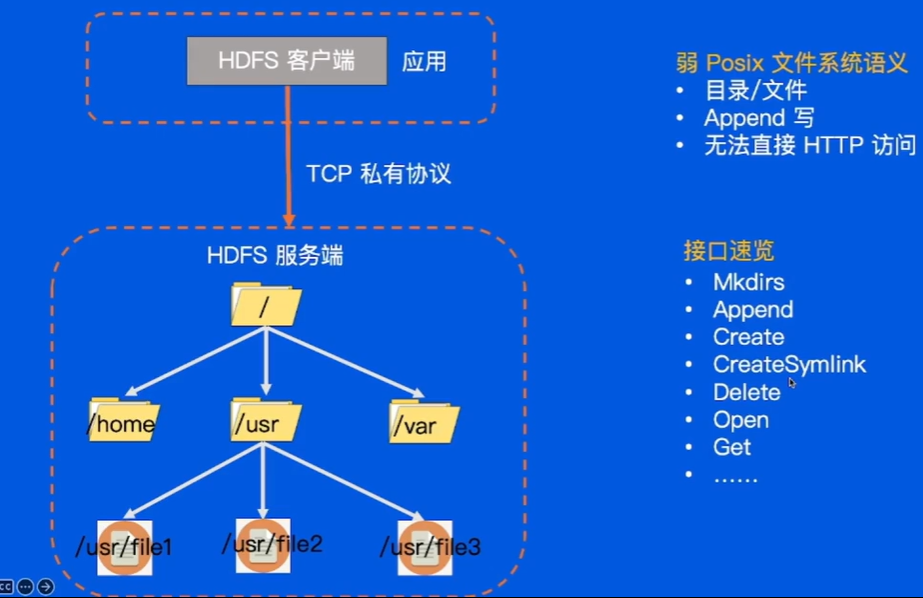 HDFS 客户端
应用
TCP 私有协议
HDFS 服务端
/
/home
/usr
/var
/usr/file1
/usr/file2
/usr/file3
弱 Posix 文件系统语义
• 目录/文件
• Append 写
• 无法直接 HTTP 访问
接口速览
• Mkdirs
• Append
• Create
• CreateSymlink
• Delete
• Open
• Get
• ……
CC